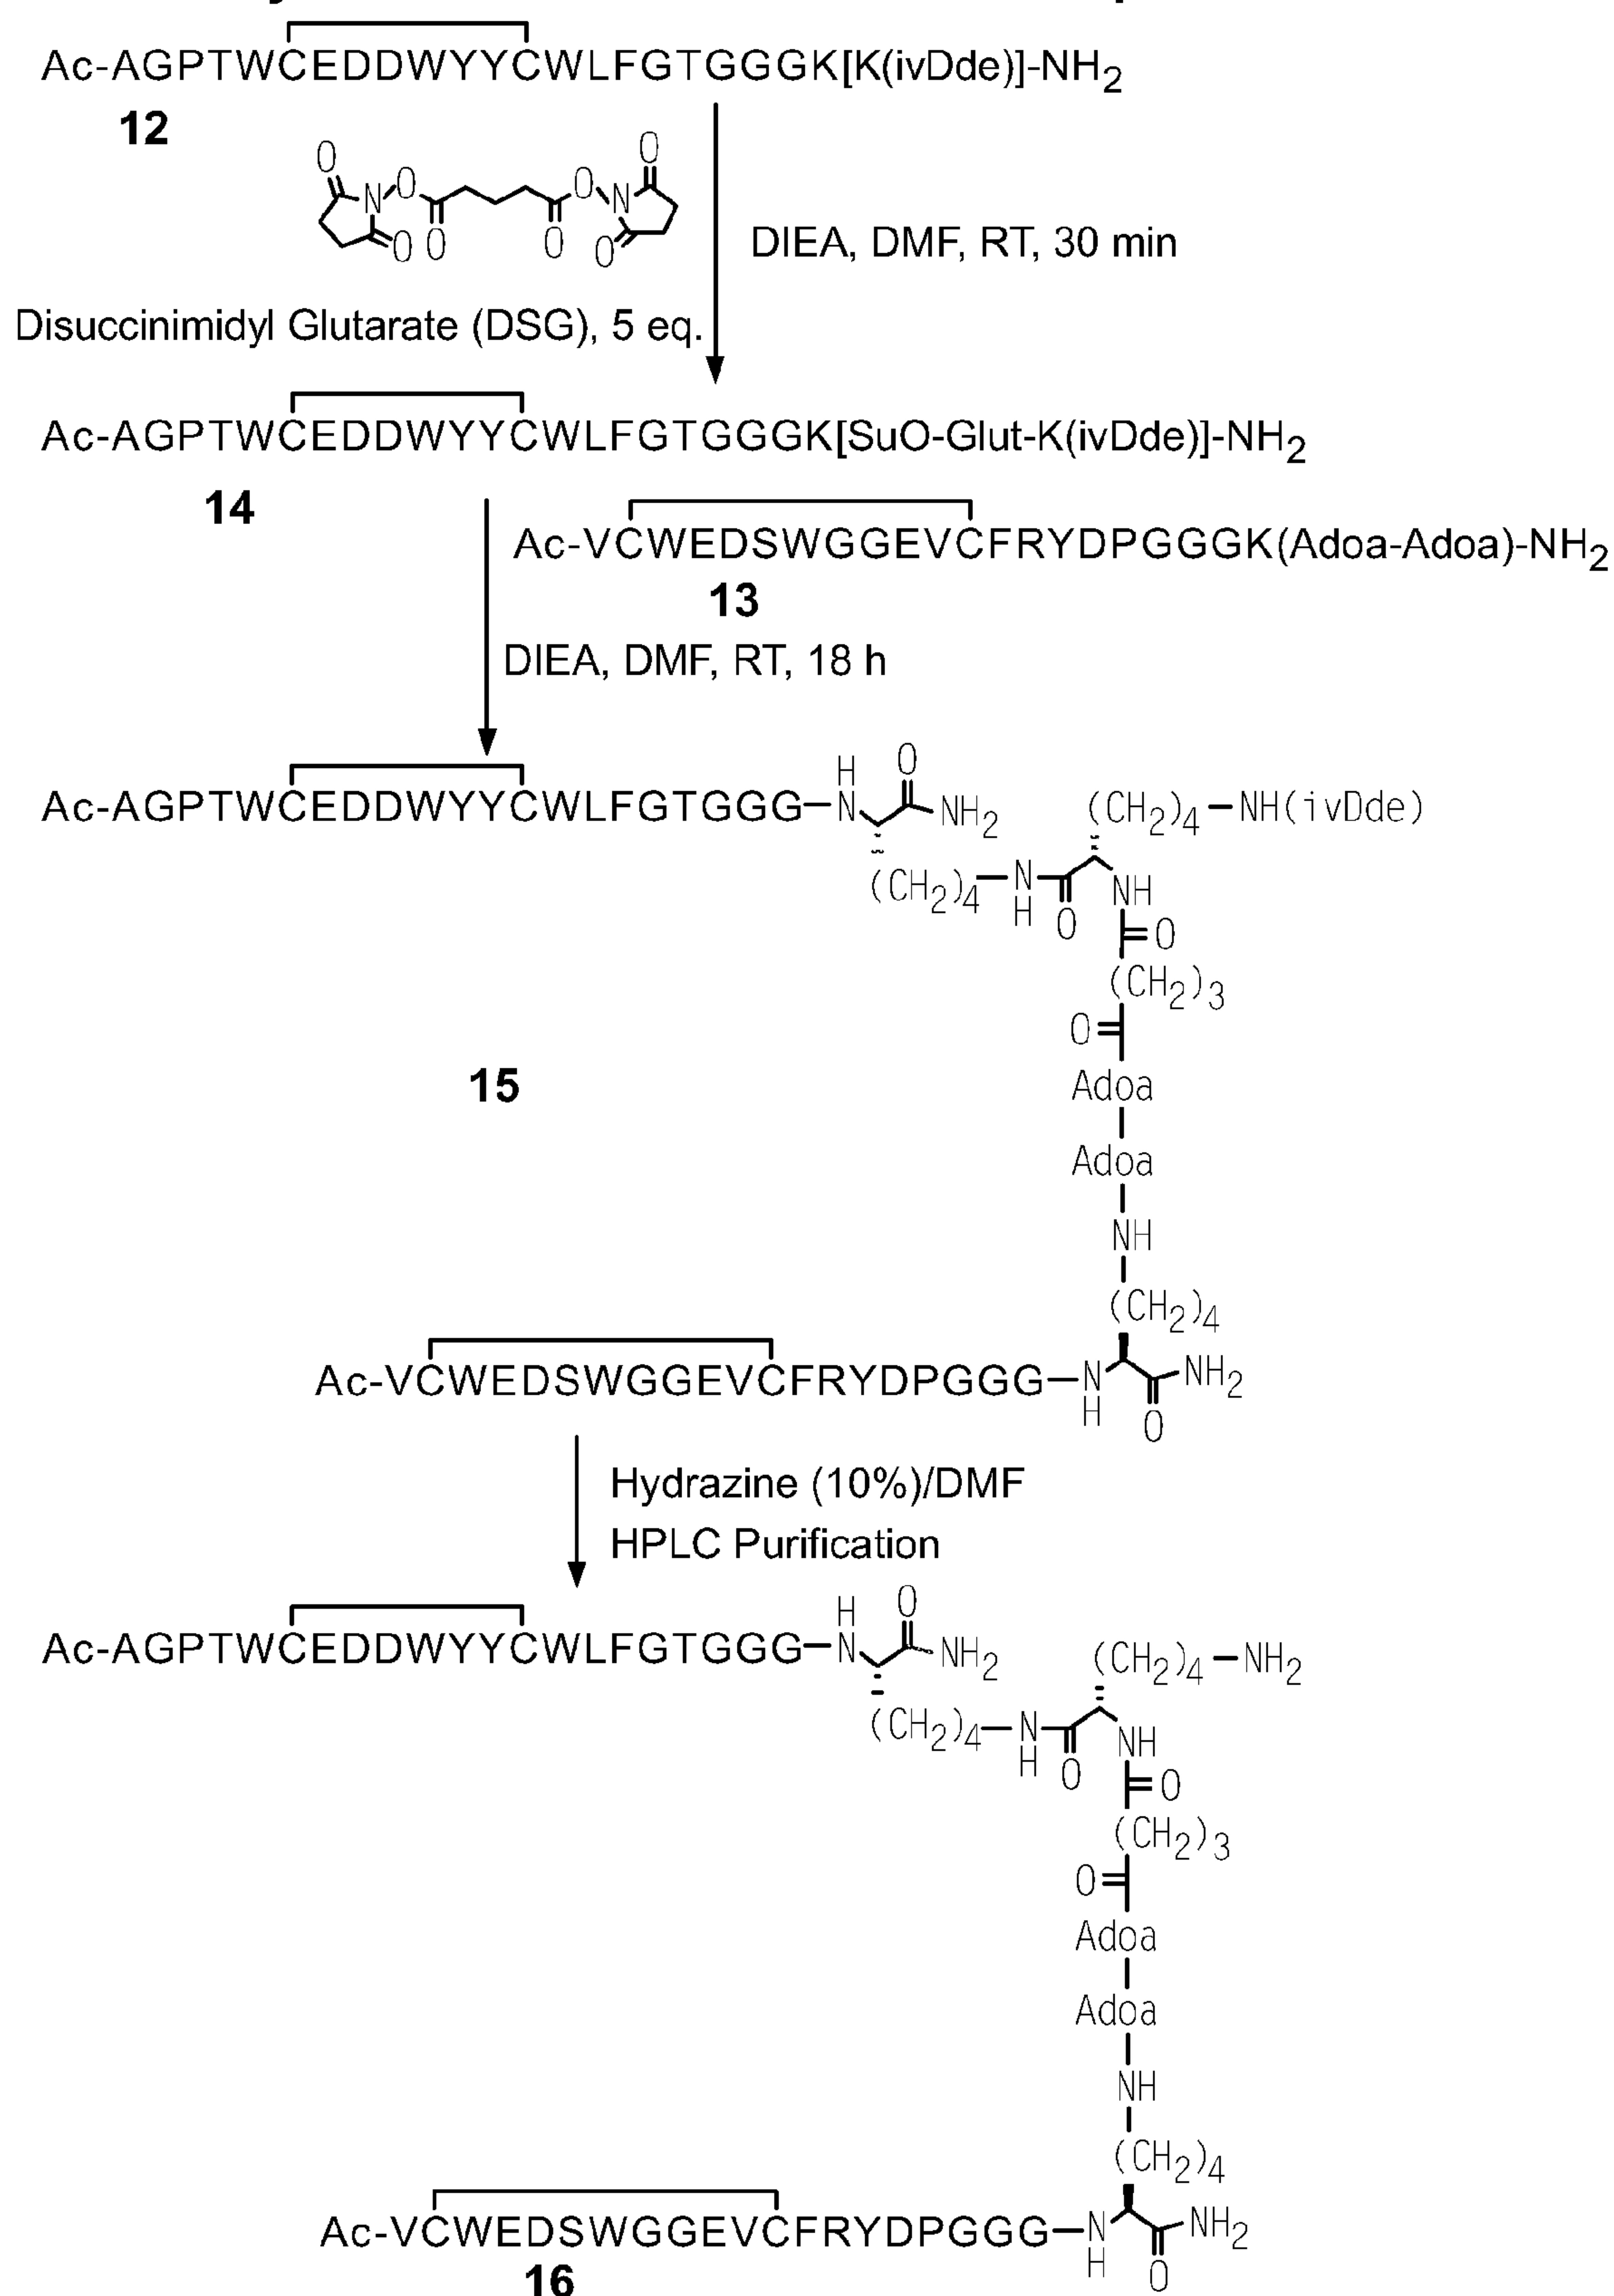 Ac-AGPTWCEDDWYYCWLFGTGGGK[K(ivDde)]-NH2
12
O
O
N
O
O
N
O
O
O
O
DIEA, DMF, RT, 30 min
Disuccinimidyl Glutarate (DSG), 5 eq.
Ac-AGPTWCEDDWYYCWLFGTGGGK[SuO-Glut-K(ivDde)]-NH2
14
Ac-VCWEDSWGGEVCFRYDPGGGK(Adoa-Adoa)-NH2
13
DIEA, DMF, RT, 18 h
H
O
Ac-AGPTWCEDDWYYCWLFGTGGG-N
NH2
(CH2)4-NH(ivDde)
(CH2)4-N
H
O
NH
=O
(CH2)3
O=
15
Adoa
Adoa
NH
(CH2)4
Ac-VCWEDSWGGEVCFRYDPGGG-N
H
NH2
O
Hydrazine (10%)/DMF
HPLC Purification
H
O
Ac-AGPTWCEDDWYYCWLFGTGGG-N
NH2
(CH2)4-NH2
(CH2)4-N
H
O
NH
=O
(CH2)3
O=
Adoa
Adoa
NH
(CH2)4
Ac-VCWEDSWGGEVCFRYDPGGG-N
H
NH2
O
16